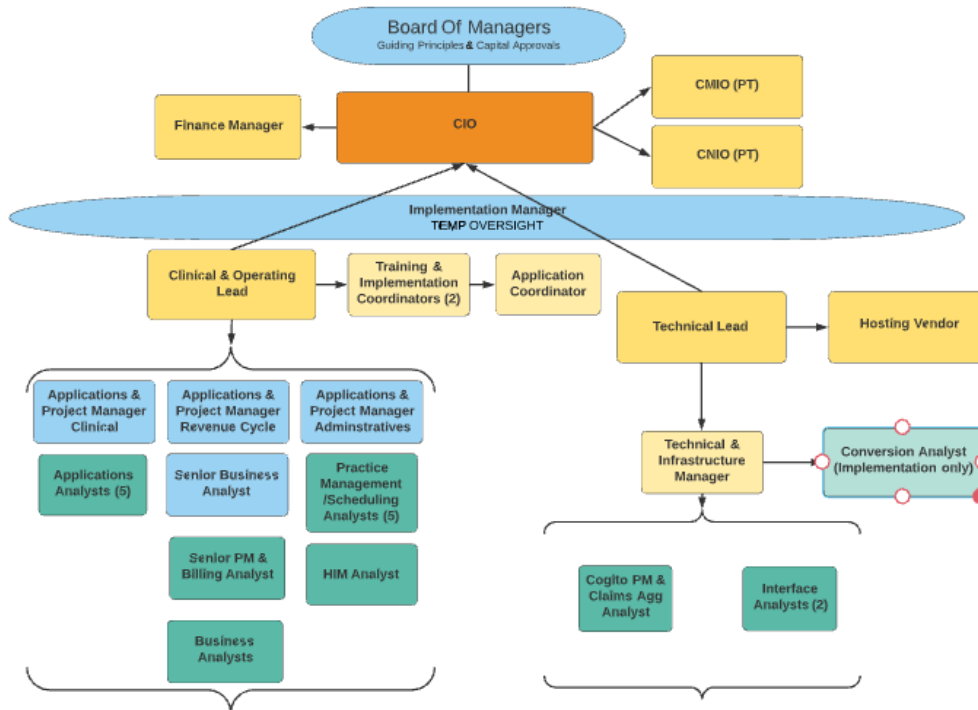 Board Of Managers
Guiding Principles & Capital Approvals
CIO
Finance Manager
CMIO (PT)
CNIO (PT)
Implementation Manager
TEMP OVERSIGHT
Clinical & Operating
Lead
Training &
Implementation
Coordinators (2)
Application
Coordinator
Technical Lead
Hosting Vendor
Applications &
Project Manager
Clinical
Applications &
Project Manager
Revenue Cycle
Applications &
Project Manager
Adminstratives
Applications
Analysts (5)
Senior Business
Analyst
Practice
Management
/Scheduling
Analysts (5)
Senior PM &
Billing Analyst
HIM Analyst
Business
Analysts
Technical &
Infrastructure
Manager
Conversion Analyst
(Implementation only)
Cogito PM &
Claims Agg
Analyst
Interface
Analysts (2)